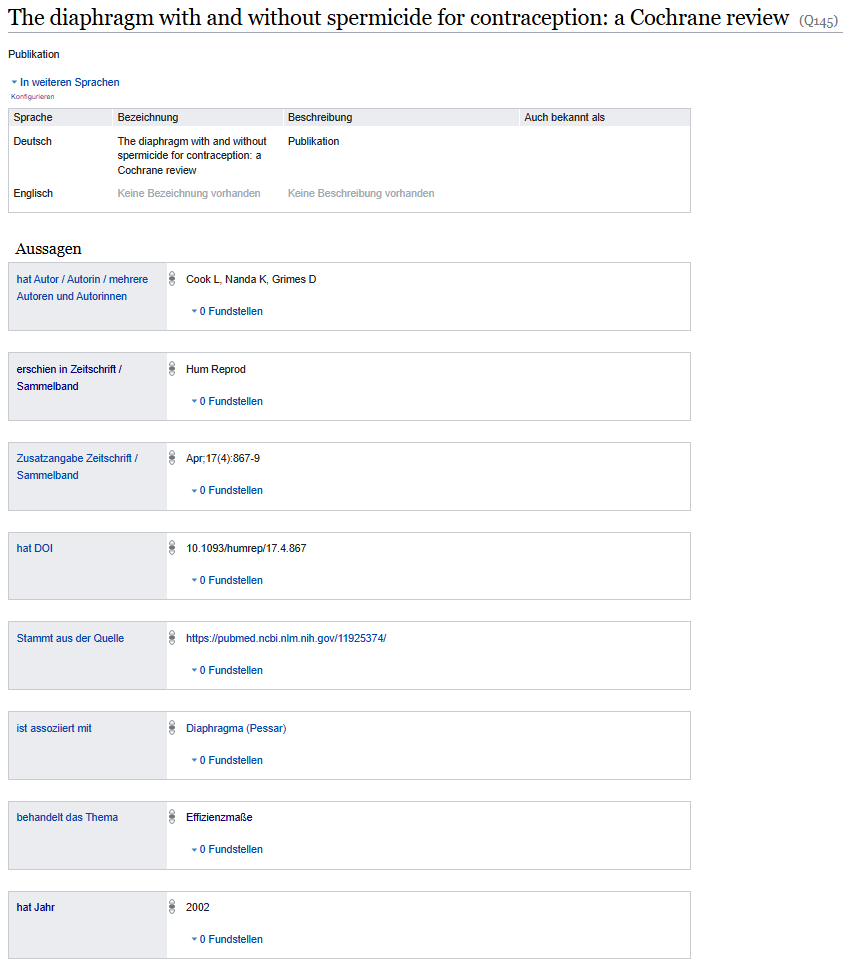 The diaphragm with and without spermicide for contraception: a Cochrane review (Q145)
Publikation
In weiteren Sprachen
Konfigurieren
Sprache Bezeichnung Beschreibung Auch bekannt als
Deutsch The diaphragm with and without Publikation
spermicide for contraception: a
Cochrane review
Englisch Keine Bezeichnung vorhanden Keine Beschreibung vorhanden
Aussagen
hat Autor / Autorin / mehrere
Autoren und Autorinnen
Cook L, Nanda K, Grimes D
0 Fundstellen
erschien in Zeitschrift /
Sammelband
Hum Reprod
0 Fundstellen
Zusatzangabe Zeitschrift /
Sammelband
Apr;17(4):867-9
0 Fundstellen
hat DOI
10.1093/humrep/17.4.867
0 Fundstellen
Stammt aus der Quelle
https://pubmed.ncbi.nlm.nih.gov/11925374/
0 Fundstellen
ist assoziiert mit
Diaphragma (Pessar)
0 Fundstellen
behandelt das Thema
Effizienzmaße
0 Fundstellen
hat Jahr
2002
0 Fundstellen